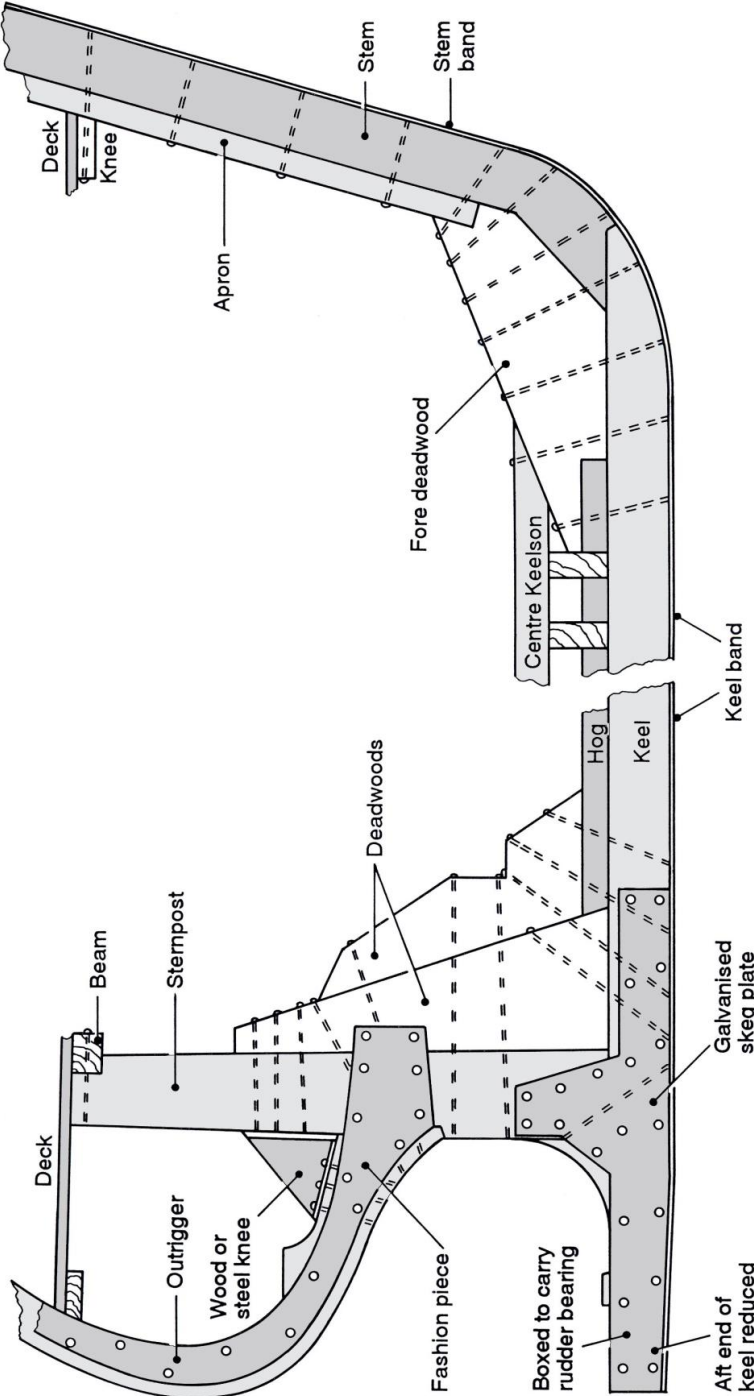 Deck
Knee
Stem
Stem
band
Apron
Fore deadwood
Centre Keelson
Hog
Keel
Keel band
Deadwoods
Beam
Sternpost
Deck
Outrigger
Wood or
steel knee
Fashion piece
Boxed to carry
rudder bearing
Aft end of
keel reduced
Galvanised
skeg plate